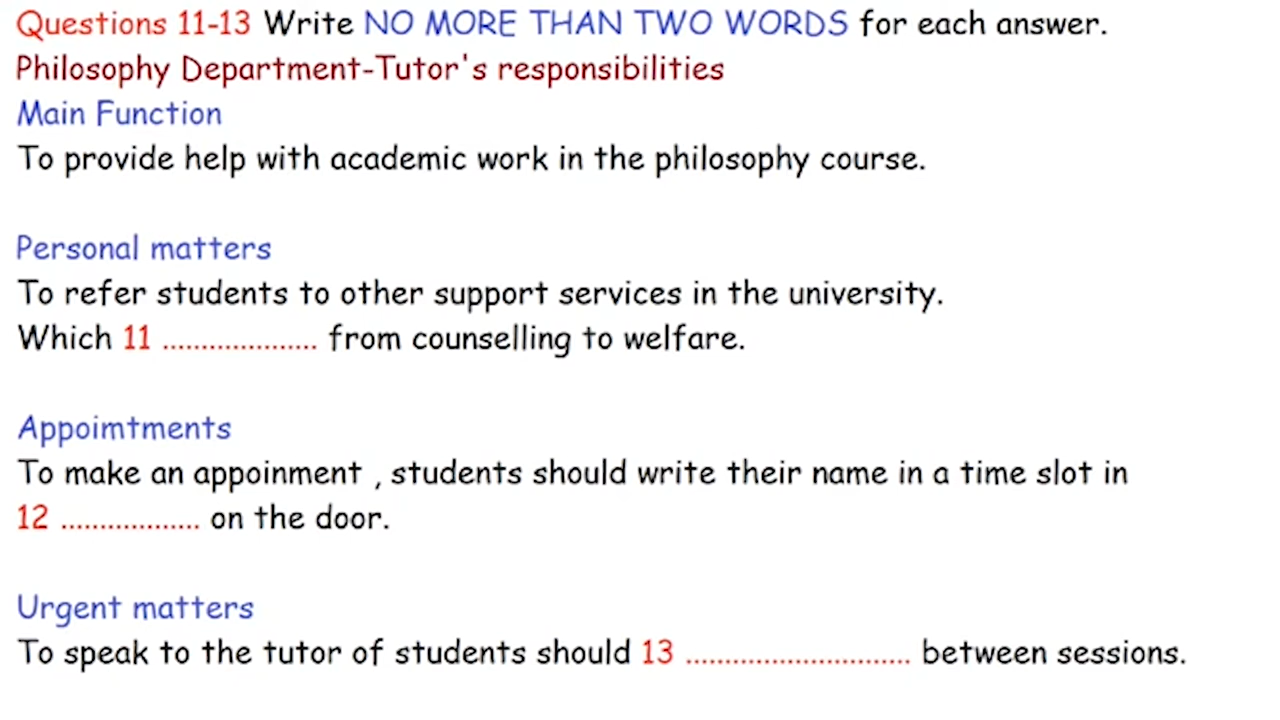 Questions 11-13 Write NO MORE THAN TWO WORDS for each answer.
Philosophy Department-Tutor's responsibilities
Main Function
To provide help with academic work in the philosophy course.
Personal matters
To refer students to other support services in the university.
Which 11 .................... from counselling to welfare.
Appoimtments
To make an appoinment , students should write their name in a time slot in
12 .................. on the door.
Urgent matters
To speak to the tutor of students should 13 ............................. between sessions.